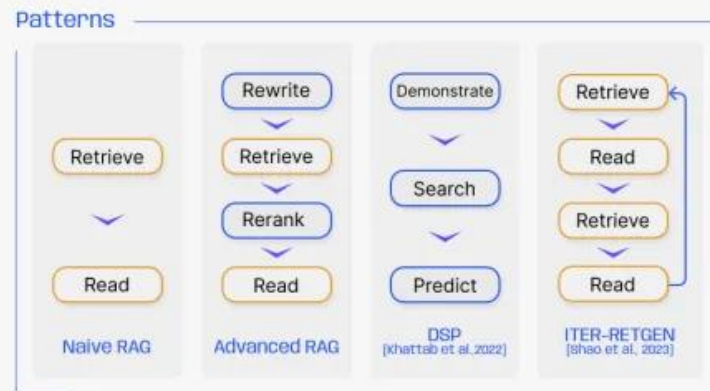 Patterns
Retrieve
Read
Naive RAG
Rewrite
Retrieve
Rerank
Read
Advanced RAG
Demonstrate
Search
Predict
DSP
[Khattab et al.,2022]
Retrieve
Read
Retrieve
Read
ITER-RETGEN
[Shao et al., 2023]